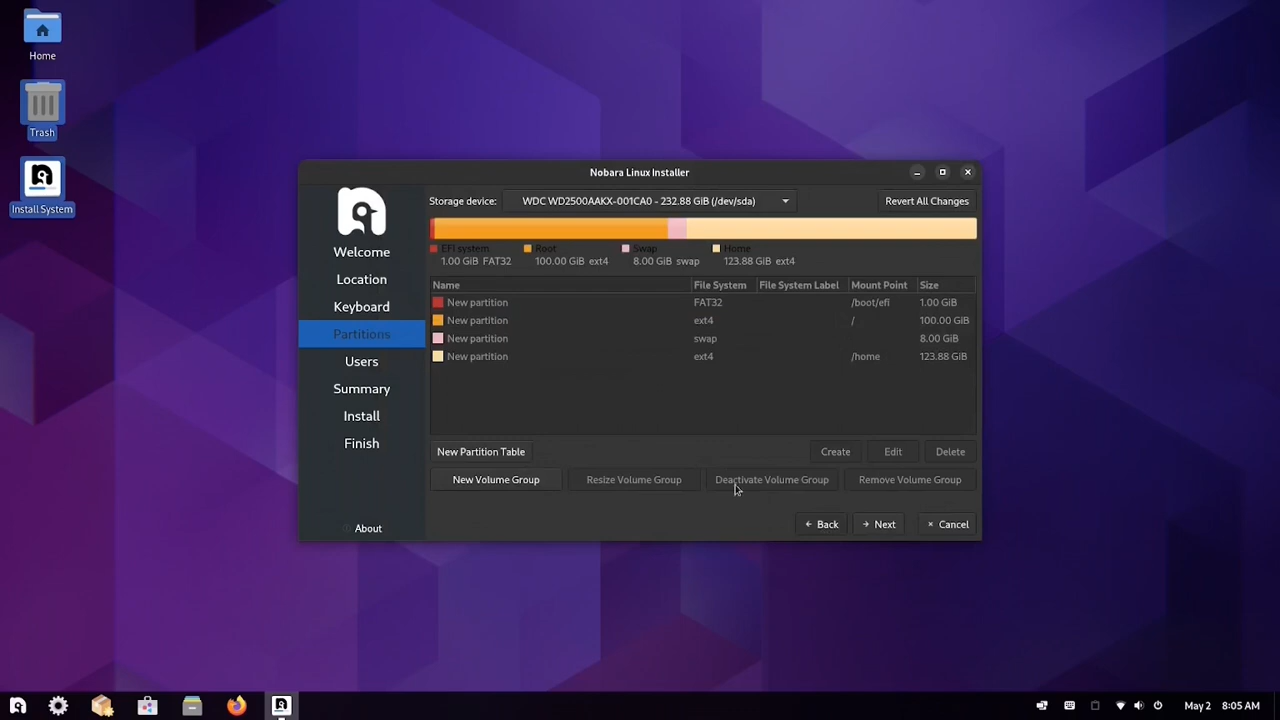 Home
Trash
Install System
Nobara Linux Installer
Welcome
Location
Keyboard
Partitions
Users
Summary
Install
Finish
About
Storage device: WDC WD2500AAKX-001CA0 - 232.88 GiB (/dev/sda) Revert All Changes
EFI system Root Swap Home
1.00 GiB FAT32 100.00 GiB ext4 8.00 GiB swap 123.88 GiB ext4
Name File System File System Label Mount Point Size
New partition FAT32 /boot/efi 1.00 GiB
New partition ext4 / 100.00 GiB
New partition swap 8.00 GiB
New partition ext4 /home 123.88 GiB
New Partition Table Create Edit Delete
New Volume Group Resize Volume Group Deactivate Volume Group Remove Volume Group
Back Next Cancel
May 2 8:05 AM